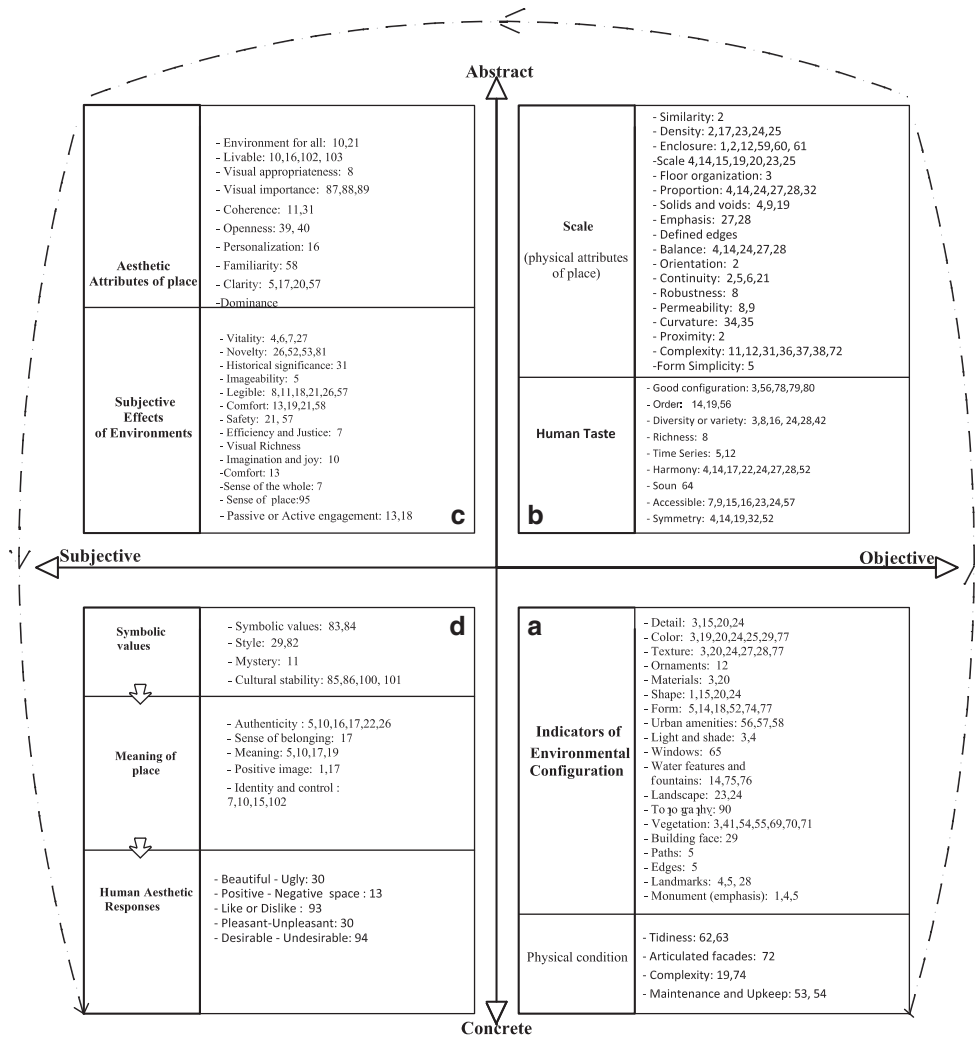 Abstract
Aesthetic
Attributes of place
- Environment for all: 10,21
- Livable: 10,16,102, 103
- Visual appropriateness: 8
- Visual importance: 87,88,89
- Coherence: 11,31
- Openness: 39, 40
- Personalization: 16
- Familiarity: 58
- Clarity: 5,17,20,57
-Dominance
Subjective
Effects
of Environments
- Vitality: 4,6,7,27
- Novelty: 26,52,53,81
- Historical significance: 31
- Imageability: 5
- Legible: 8,11,18,21,26,57
- Comfort: 13,19,21,58
- Safety: 21, 57
- Efficiency and Justice: 7
- Visual Richness
- Imagination and joy: 10
-Comfort: 13
-Sense of the whole: 7
- Sense of place:95
- Passive or Active engagement: 13,18
c
Scale
(physical attributes
of place)
- Similarity: 2
- Density: 2,17,23,24,25
- Enclosure: 1,2,12,59,60, 61
-Scale 4,14,15,19,20,23,25
- Floor organization: 3
- Proportion: 4,14,24,27,28,32
- Solids and voids: 4,9,19
- Emphasis: 27,28
- Defined edges
- Balance: 4,14,24,27,28
- Orientation: 2
- Continuity: 2,5,6,21
- Robustness: 8
- Permeability: 8,9
- Curvature: 34,35
- Proximity: 2
- Complexity: 11,12,31,36,37,38,72
-Form Simplicity: 5
Human Taste
- Good configuration: 3,56,78,79,80
- Order: 14,19,56
- Diversity or variety: 3,8,16, 24,28,42
- Richness: 8
- Time Series: 5,12
- Harmony: 4,14,17,22,24,27,28,52
- Soun 64
- Accessible: 7,9,15,16,23,24,57
- Symmetry: 4,14,19,32,52
b
Subjective
Objective
Symbolic
values
- Symbolic values: 83,84
- Style: 29,82
- Mystery: 11
- Cultural stability: 85,86,100, 101
d
Meaning of
place
- Authenticity : 5,10,16,17,22,26
- Sense of belonging: 17
- Meaning: 5,10,17,19
- Positive image: 1,17
- Identity and control :
7,10,15,102
Human Aesthetic
Responses
- Beautiful - Ugly: 30
- Positive - Negative space : 13
- Like or Dislike : 93
- Pleasant-Unpleasant: 30
- Desirable - Undesirable: 94
a
Indicators of
Environmental
Configuration
- Detail: 3,15,20,24
- Color: 3,19,20,24,25,29,77
- Texture: 3,20,24,27,28,77
- Ornaments: 12
- Materials: 3,20
- Shape: 1,15,20,24
- Form: 5,14,18,52,74,77
- Urban amenities: 56,57,58
- Light and shade: 3,4
- Windows: 65
- Water features and
fountains: 14,75,76
- Landscape: 23,24
- Topography: 90
- Vegetation: 3,41,54,55,69,70,71
- Building face: 29
- Paths: 5
- Edges: 5
- Landmarks: 4,5, 28
- Monument (emphasis): 1,4,5
Physical condition
- Tidiness: 62,63
- Articulated facades: 72
- Complexity: 19,74
- Maintenance and Upkeep: 53, 54
Concrete